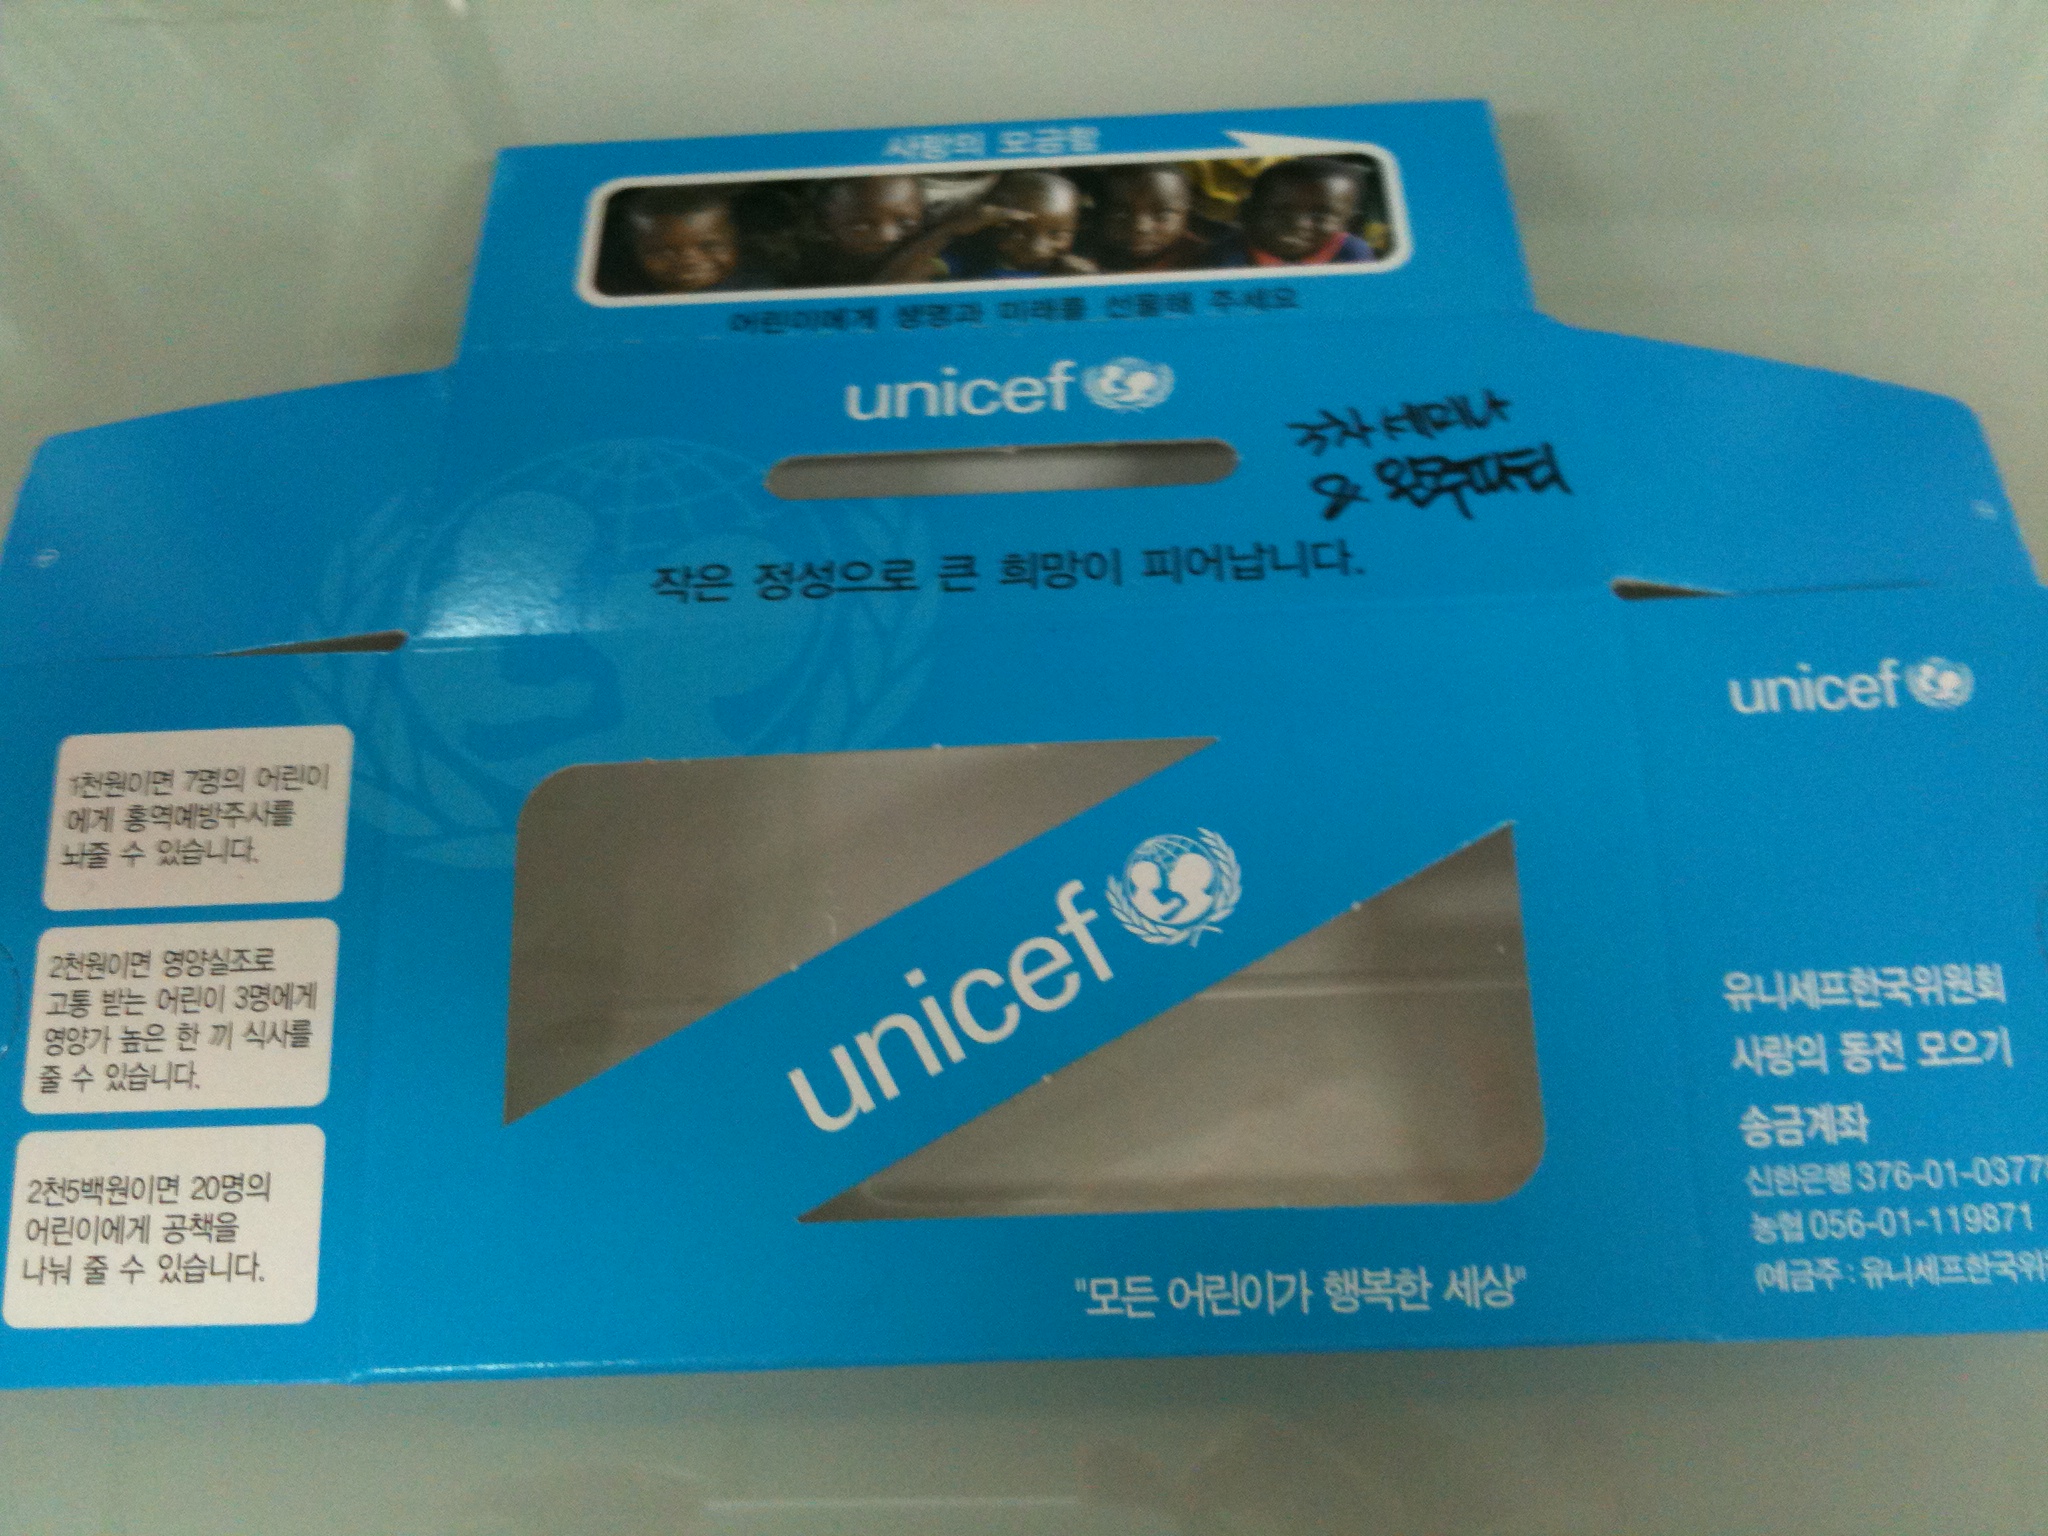 사랑의 모금함
어린이에게 생명과 미래를 선물해 주세요
unicef
세미나
&
작은 정성으로 큰 희망이 피어납니다.
1천원이면 7명의 어린이
에게 홍역예방주사를
놔줄 수 있습니다.
2천원이면 영양실조로
고통 받는 어린이 3명에게
영양가 높은 한 끼 식사를
줄 수 있습니다.
2천5백원이면 20명의
어린이에게 공책을
나눠 줄 수 있습니다.
unicef
"모든 어린이가 행복한 세상"
unicef
유니세프한국위원회
사랑의 동전 모으기
송금계좌
신한은행 376-01-0377
농협 056-01-119871
(예금주 : 유니세프한국위